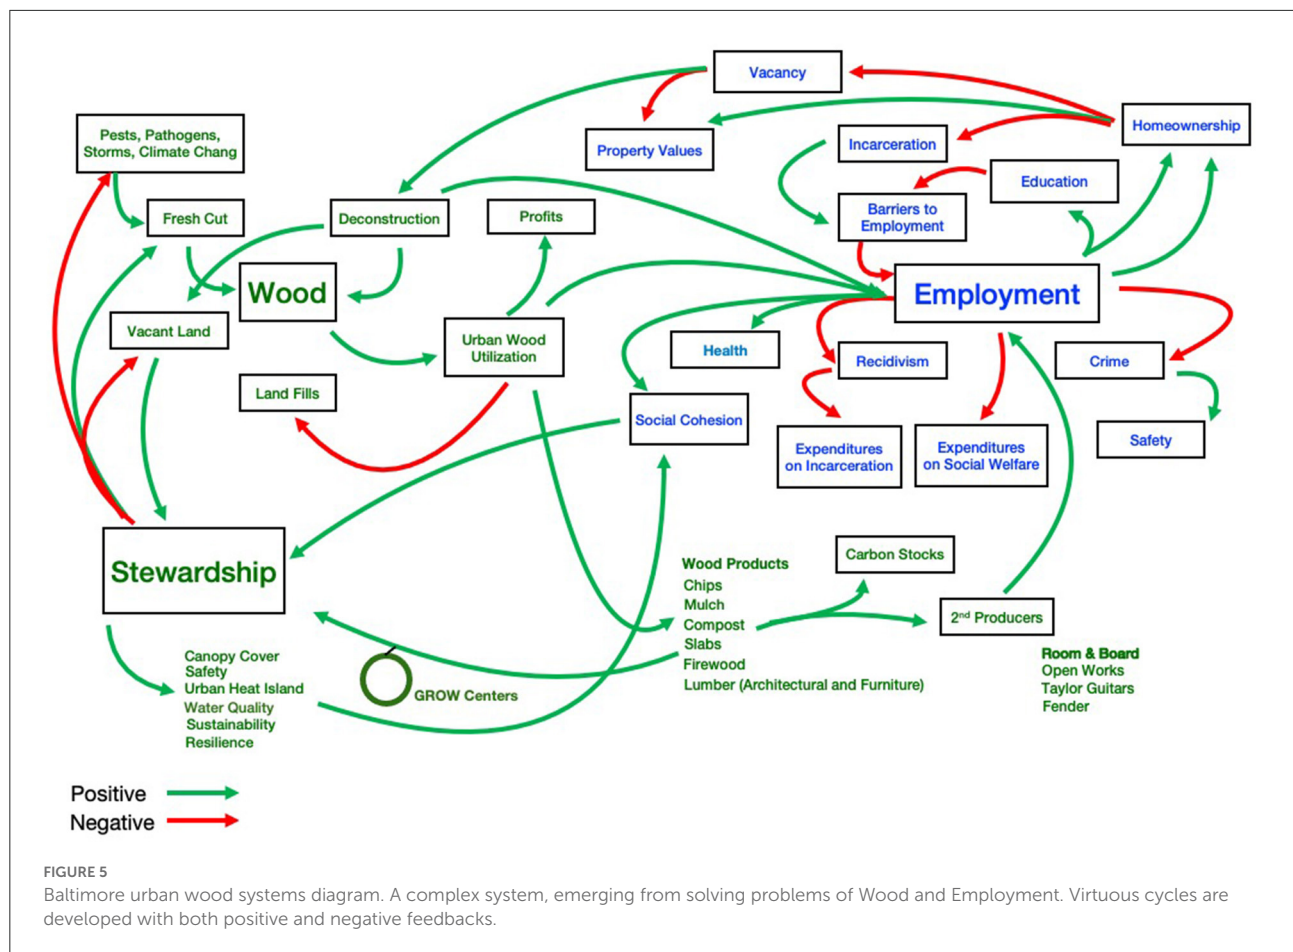 Vacancy
Homeownership
Pests, Pathogens,
Storms, Climate Chang
Property Values
Incarceration
Education
Fresh Cut
Deconstruction
Profits
Barriers to
Employment
Wood
Employment
Vacant Land
Urban Wood
Utilization
Health
Recidivism
Crime
Land Fills
Social Cohesion
Expenditures
on Incarceration
Expenditures
on Social Welfare
Safety
Stewardship
Carbon Stocks
Wood Products
Chips
Mulch
Compost
Slabs
Firewood
Lumber (Architectural and Furniture)
2nd Producers
Room & Board
Open Works
Taylor Guitars
Fender
Canopy Cover
Safety
Urban Heat Island
Water Quality
Sustainability
Resilience
GROW Centers
Positive
Negative
FIGURE 5
Baltimore urban wood systems diagram. A complex system, emerging from solving problems of Wood and Employment. Virtuous cycles are
developed with both positive and negative feedbacks.